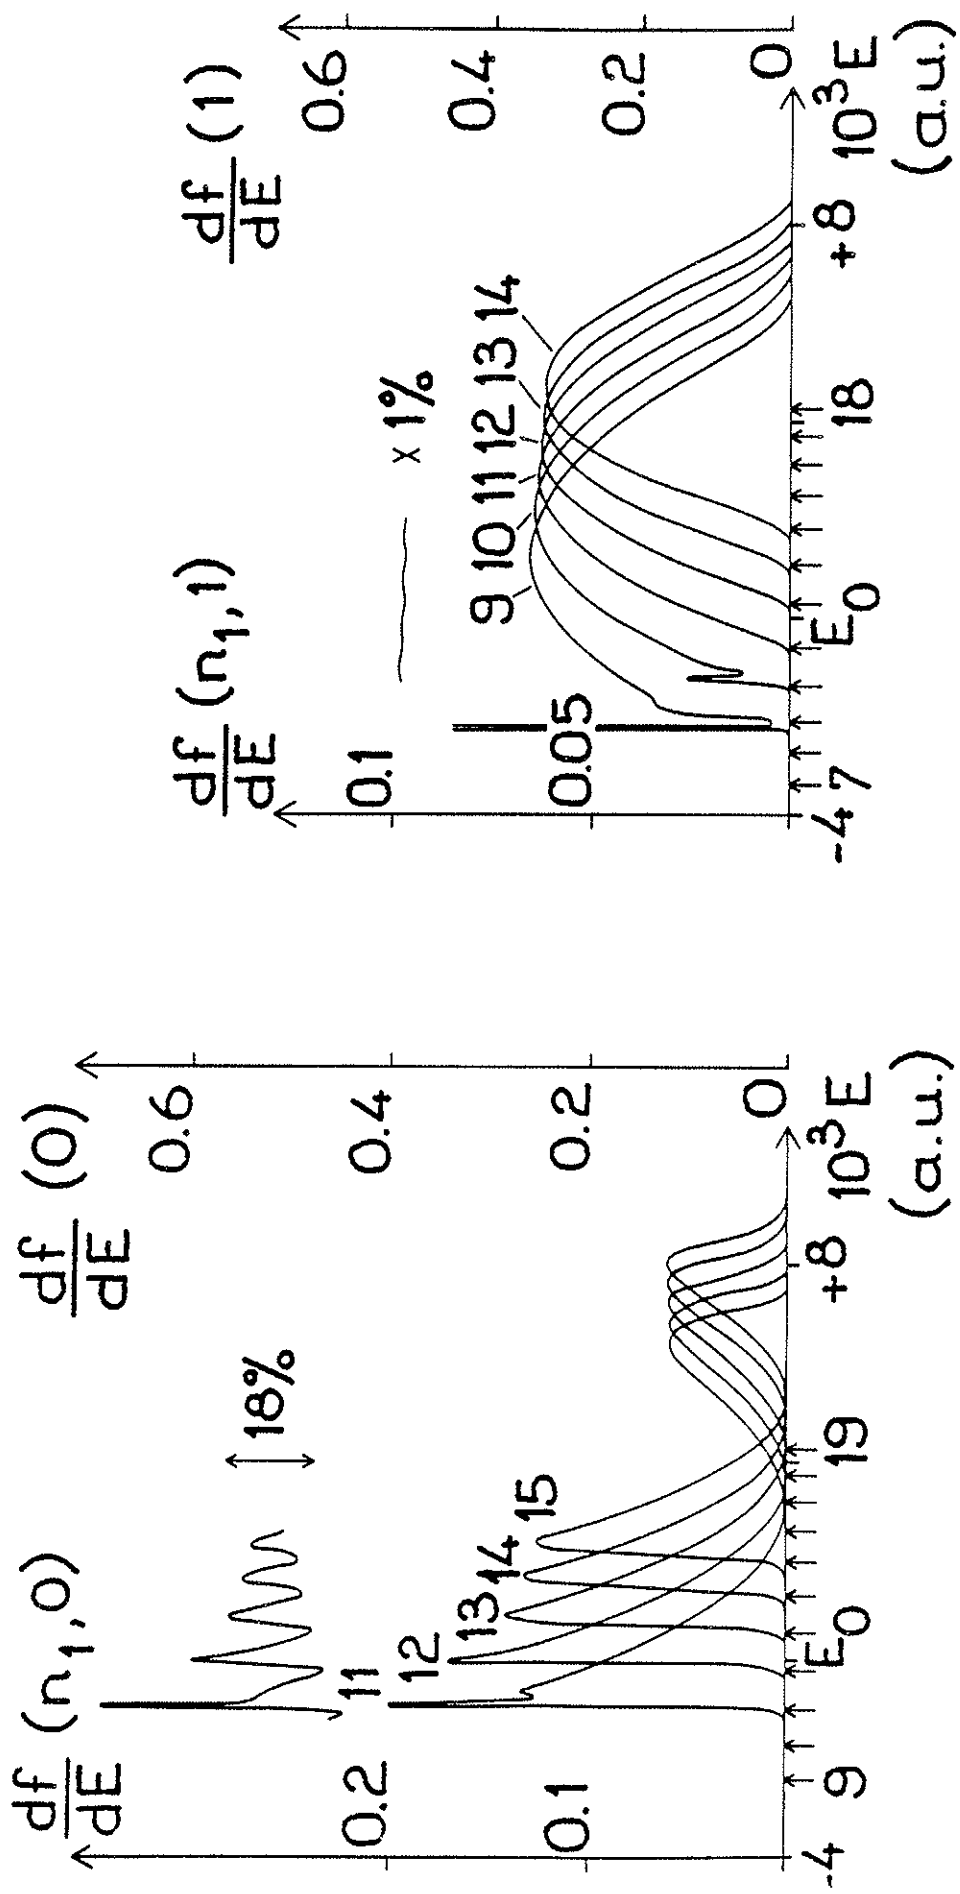 df/dE (n₁, 0)
df/dE (0)
18%
0.6
11
12
13
14
15
0.2
0.4
0.1
0.2
0
-4
9
E₀
19
+8
10³E
(a.u.)
df/dE (n₁, 1)
df/dE (1)
0.6
0.1
x 1%
0.4
9
10
11
12
13
14
0.05
0.2
0
-4
7
E₀
18
+8
10³E
(a.u.)